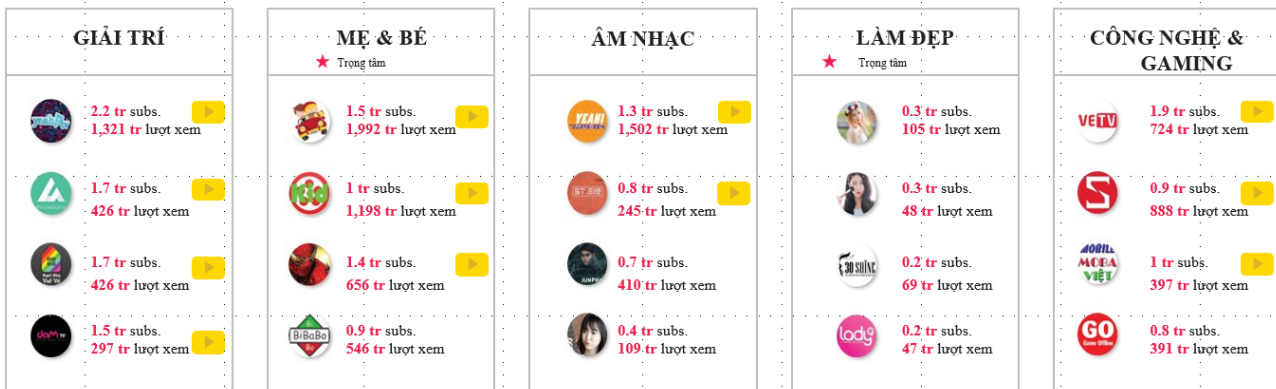 GIẢI TRÍ
2.2 tr subs.
1,321 tr lượt xem
1.7 tr subs.
426 tr lượt xem
1.7 tr subs.
426 tr lượt xem
dam tv
1.5 tr subs.
297 tr lượt xem
MẸ & BÉ
Trọng tâm
1.5 tr subs.
1,992 tr lượt xem
Kid
1 tr subs.
1,198 tr lượt xem
1.4 tr subs.
656 tr lượt xem
BiBaBo
0.9 tr subs.
546 tr lượt xem
ÂM NHẠC
YEAH!
1.3 tr subs.
1,502 tr lượt xem
ST.319
0.8 tr subs.
245 tr lượt xem
0.7 tr subs.
410 tr lượt xem
0.4 tr subs.
109 tr lượt xem
LÀM ĐẸP
Trọng tâm
0.3 tr subs.
105 tr lượt xem
0.3 tr subs.
48 tr lượt xem
30 SHINE
0.2 tr subs.
69 tr lượt xem
lady9
0.2 tr subs.
47 tr lượt xem
CÔNG NGHỆ &
GAMING
VETV
1.9 tr subs.
724 tr lượt xem
0.9 tr subs.
888 tr lượt xem
MOBILE
MOBA
VIỆT
1 tr subs.
397 tr lượt xem
GO
Game Offline
0.8 tr subs.
391 tr lượt xem